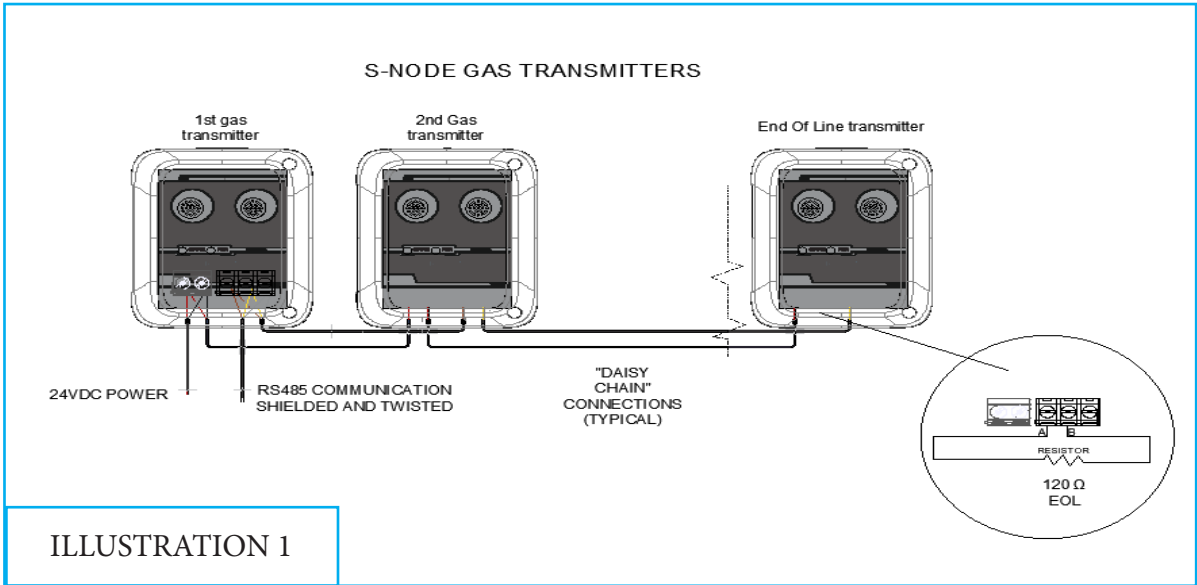 S-NODE GAS TRANSMITTERS
1st gas
transmitter
2nd Gas
transmitter
End Of Line transmitter
24VDC POWER
RS485 COMMUNICATION
SHIELDED AND TWISTED
"DAISY
CHAIN"
CONNECTIONS
(TYPICAL)
A B
RESISTOR
120 Ω
EOL
ILLUSTRATION 1